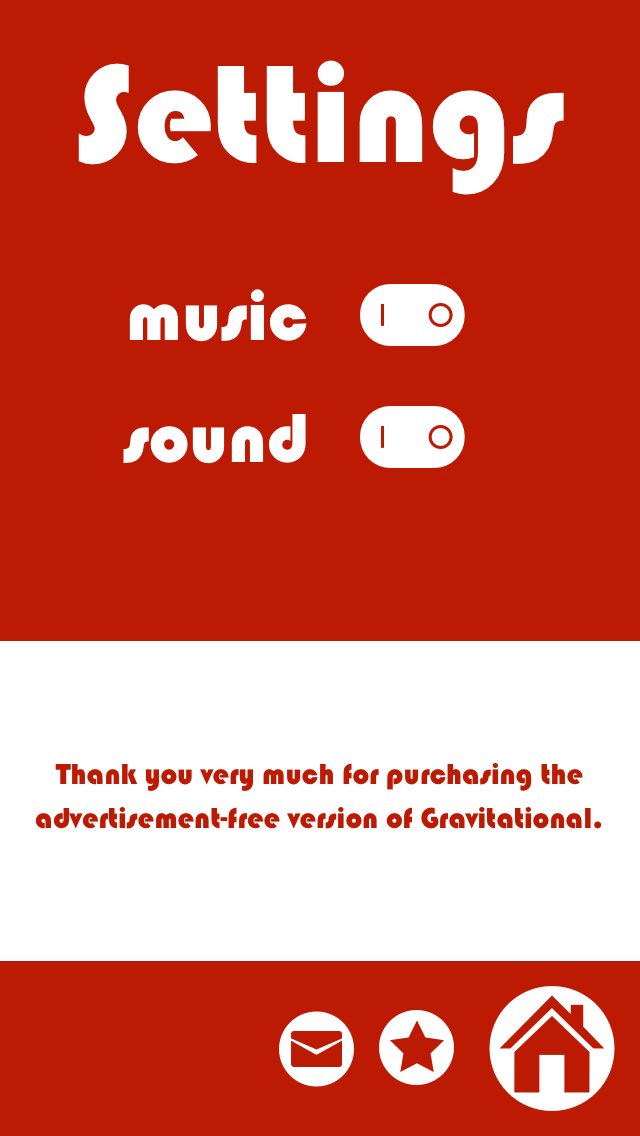 Settings
music
sound
Thank you very much for purchasing the
advertisement-free version of Gravitational.